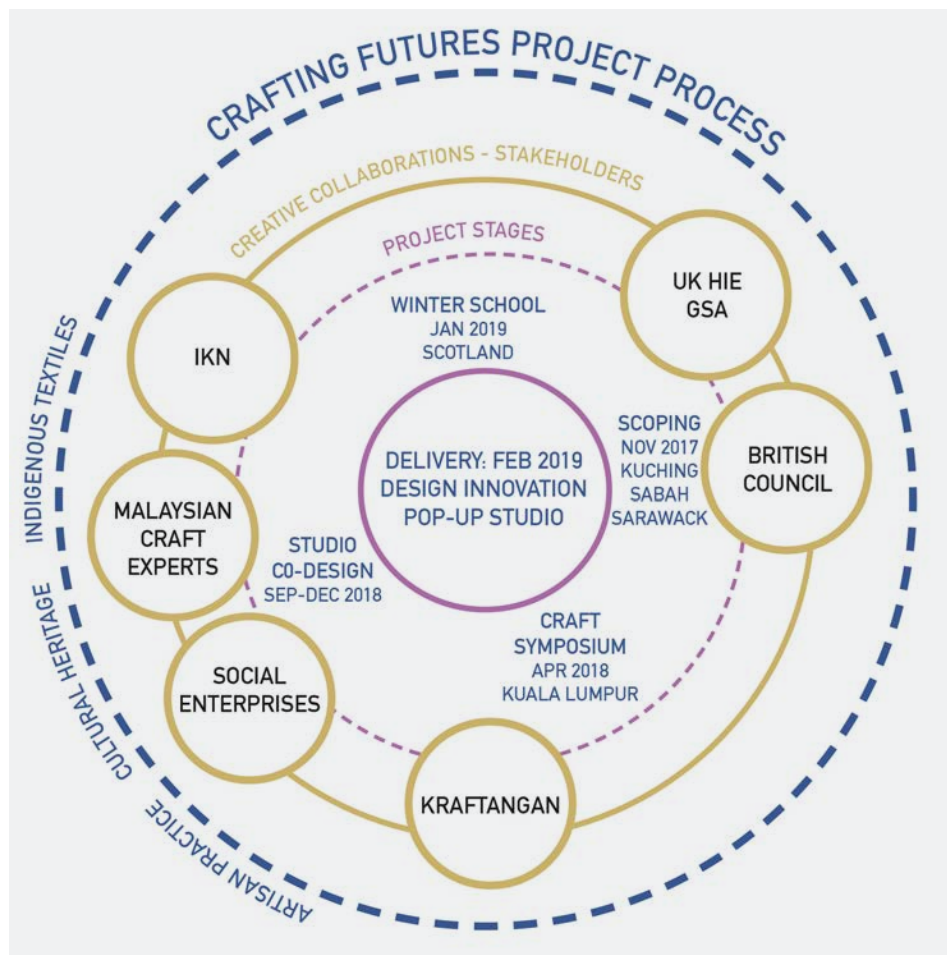 CRAFTING FUTURES PROJECT PROCESS
CREATIVE COLLABORATIONS - STAKEHOLDERS
PROJECT STAGES
WINTER SCHOOL
JAN 2019
SCOTLAND
UK HIE
GSA
IKN
SCOPING
NOV 2017
KUCHING
SABAH
SARAWACK
BRITISH
COUNCIL
DELIVERY: FEB 2019
DESIGN INNOVATION
POP-UP STUDIO
MALAYSIAN
CRAFT
EXPERTS
STUDIO
CO-DESIGN
SEP-DEC 2018
CRAFT
SYMPOSIUM
APR 2018
KUALA LUMPUR
SOCIAL
ENTERPRISES
KRAFTANGAN
INDIGENOUS TEXTILES
CULTURAL HERITAGE
ARTISAN PRACTICE